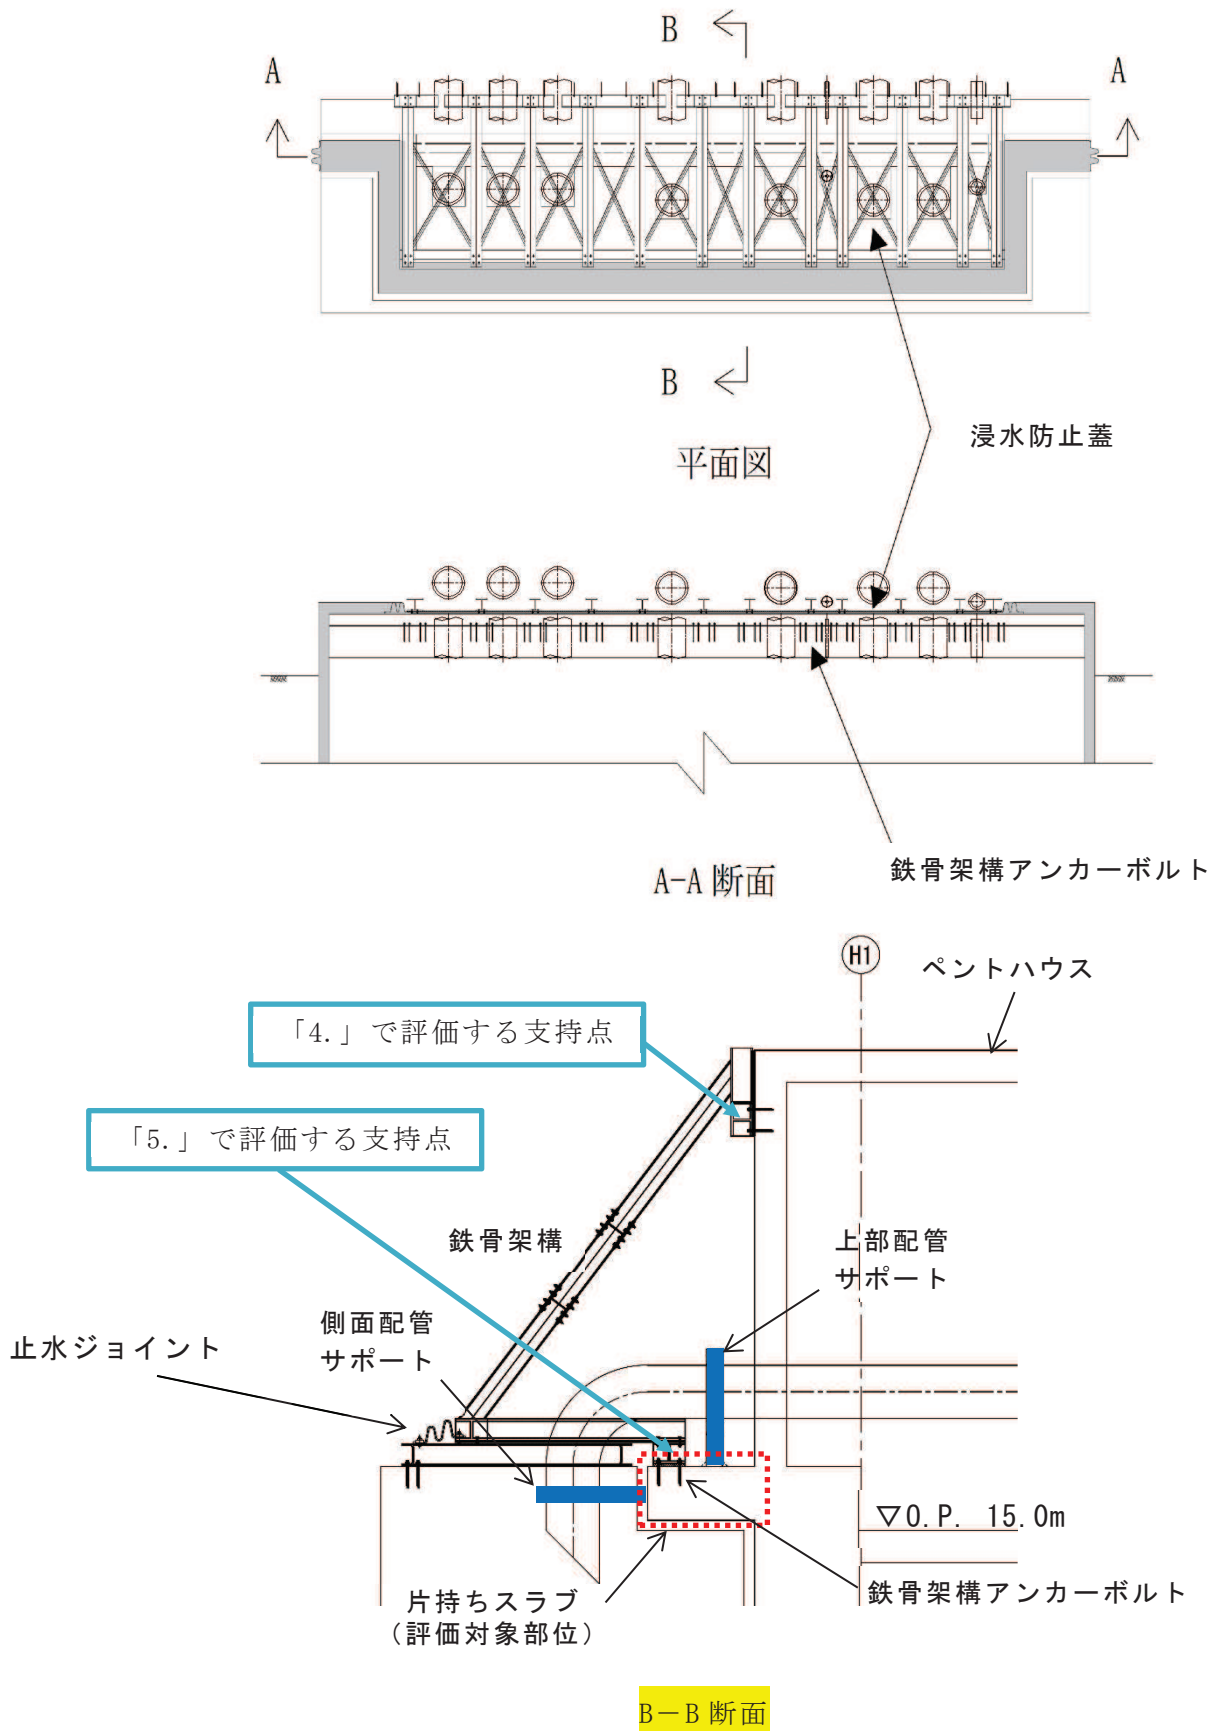 B
A
A
B
浸水防止蓋
平面図
鉄骨架構アンカーボルト
A-A 断面
H1
ペントハウス
「4.」で評価する支持点
「5.」で評価する支持点
鉄骨架構
上部配管
サポート
側面配管
サポート
止水ジョイント
▽O.P. 15.0m
鉄骨架構アンカーボルト
片持ちスラブ
(評価対象部位)
B－B 断面